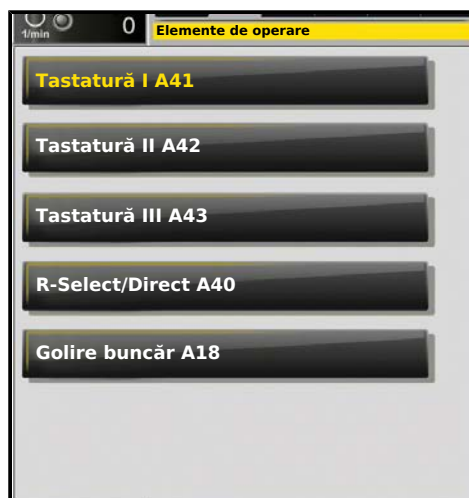 1/min 0 Elemente de operare
Tastatură I A41
Tastatură II A42
Tastatură III A43
R-Select/Direct A40
Golire buncăr A18